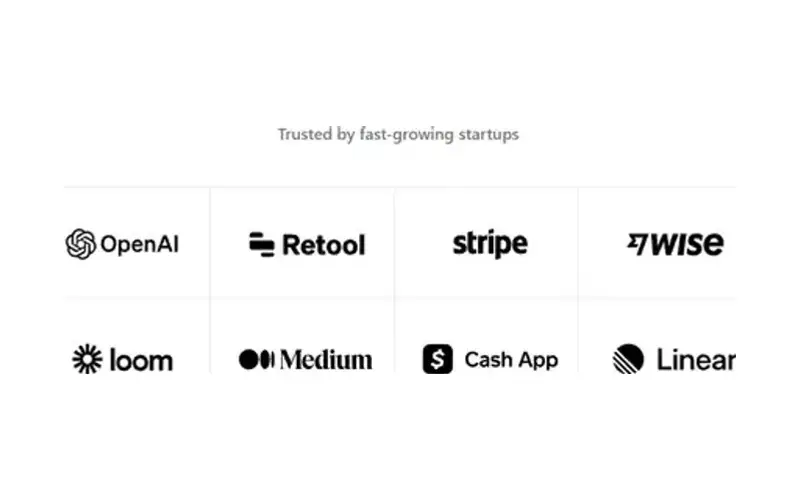 Trusted by fast-growing startups
OpenAI Retool stripe WISE
loom Medium Cash App Linear